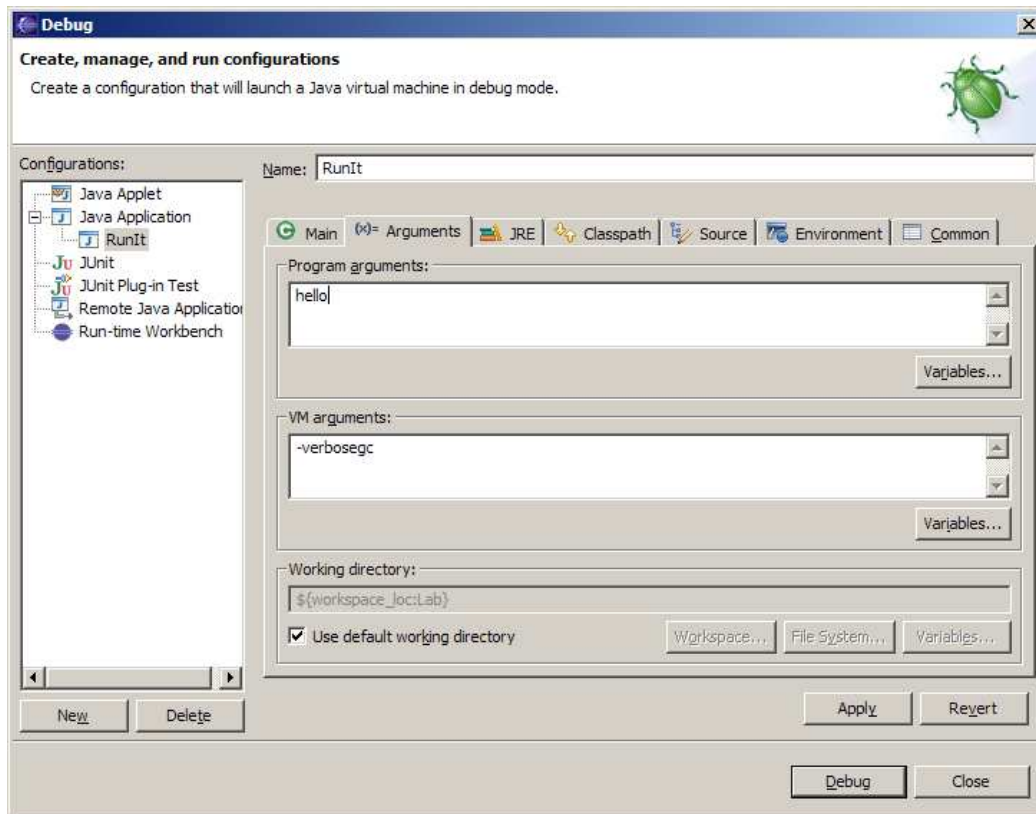 Debug
Create, manage, and run configurations
Create a configuration that will launch a Java virtual machine in debug mode.
Configurations:
Java Applet
Java Application
RunIt
JUnit
JUnit Plug-in Test
Remote Java Application
Run-time Workbench
New
Delete
Name: RunIt
Main
(x)= Arguments
JRE
Classpath
Source
Environment
Common
Program arguments:
hello
Variables...
VM arguments:
-verbosegc
Variables...
Working directory:
${workspace_loc:Lab}
Use default working directory
Workspace...
File System...
Variables...
Apply
Revert
Debug
Close